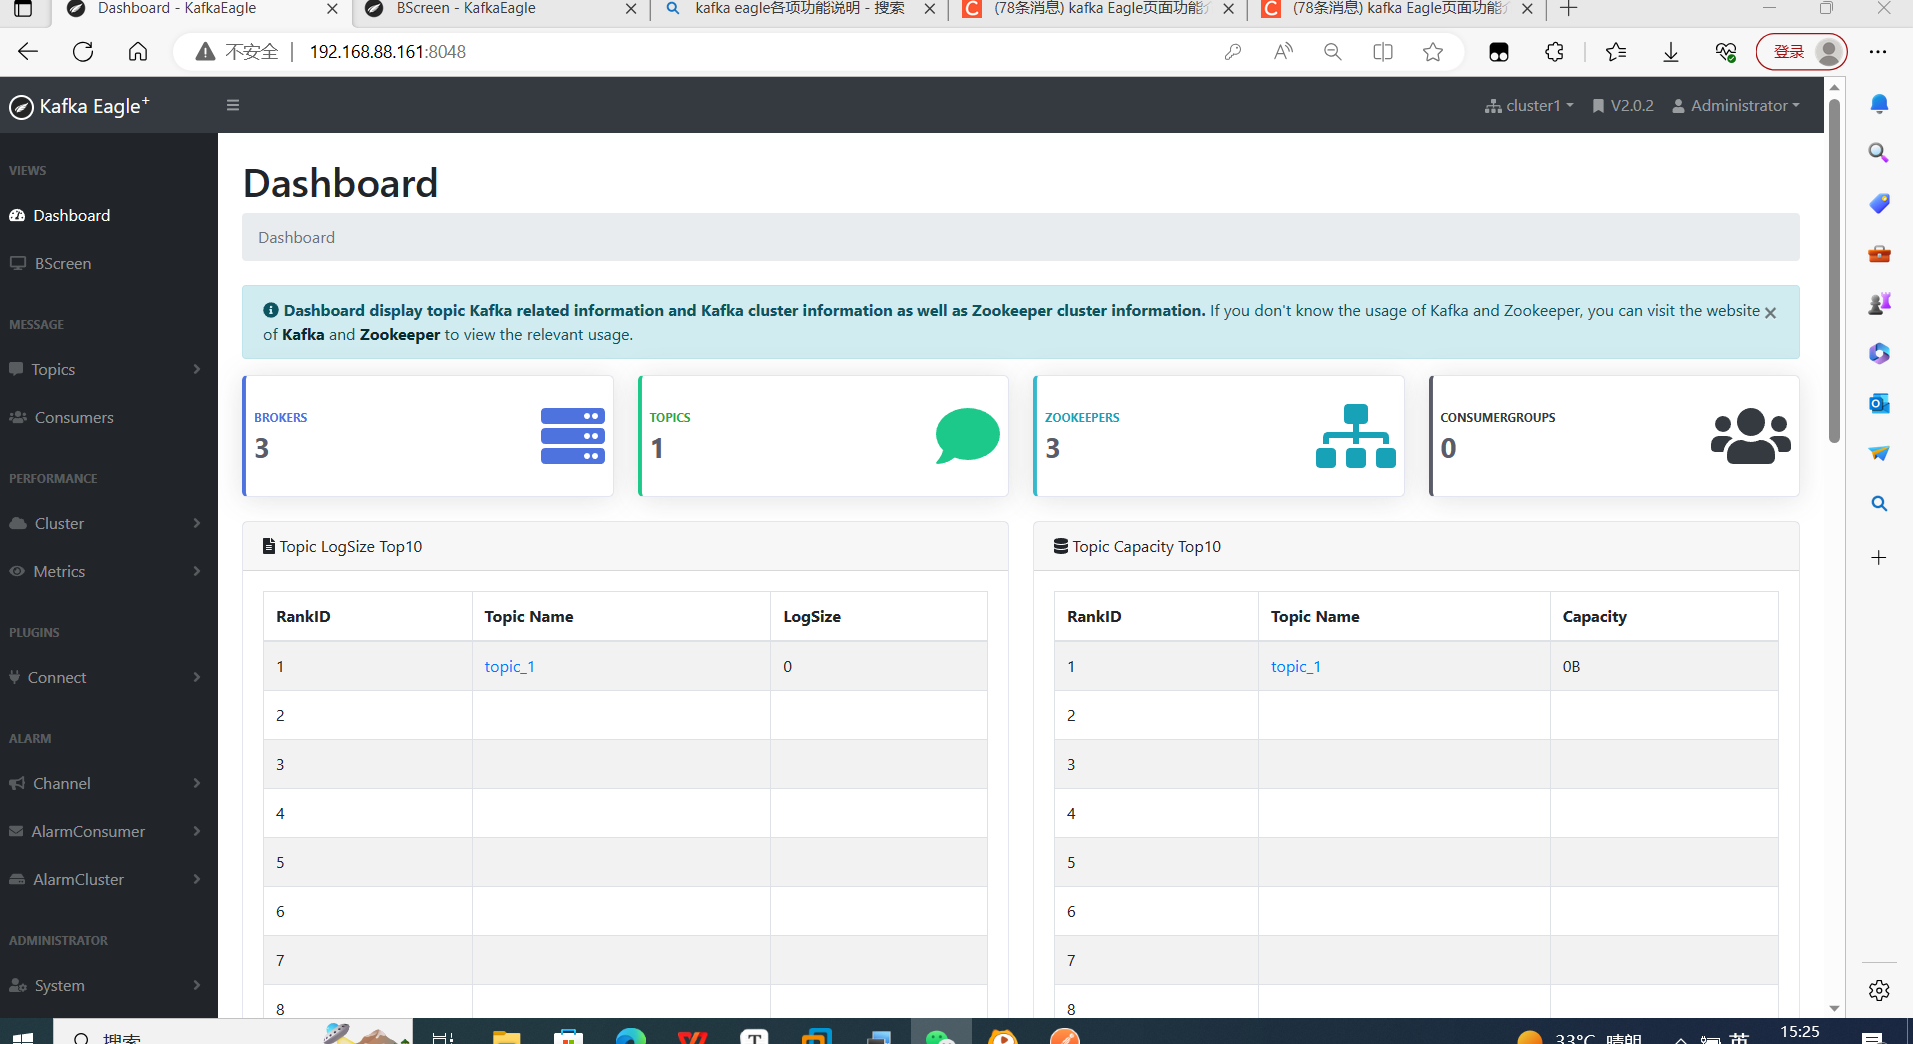 Dashboard - KafkaEagle
BScreen - KafkaEagle
kafka eagle各项功能说明 - 搜索
(78条消息) kafka Eagle页面功能
(78条消息) kafka Eagle页面功能
不安全
192.168.88.161:8048
登录
Kafka Eagle+
cluster1
V2.0.2
Administrator
VIEWS
Dashboard
BScreen
MESSAGE
Topics
Consumers
PERFORMANCE
Cluster
Metrics
PLUGINS
Connect
ALARM
Channel
AlarmConsumer
AlarmCluster
ADMINISTRATOR
System
Dashboard
Dashboard
Dashboard display topic Kafka related information and Kafka cluster information as well as Zookeeper cluster information. If you don't know the usage of Kafka and Zookeeper, you can visit the website
of Kafka and Zookeeper to view the relevant usage.
BROKERS
3
TOPICS
1
ZOOKEEPERS
3
CONSUMERGROUPS
0
Topic LogSize Top10
RankID Topic Name LogSize
1 topic_1 0
2
3
4
5
6
7
8
Topic Capacity Top10
RankID Topic Name Capacity
1 topic_1 0B
2
3
4
5
6
7
8
搜索
33°C 晴朗
英
15:25